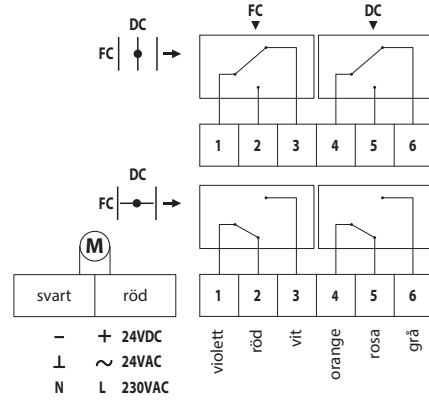 FC DC
DC
FC
1 2 3 4 5 6
DC
FC
M
svart röd
1 2 3 4 5 6
violett röd vit orange rosa grå
− + 24VDC
⊥ ~ 24VAC
N L 230VAC